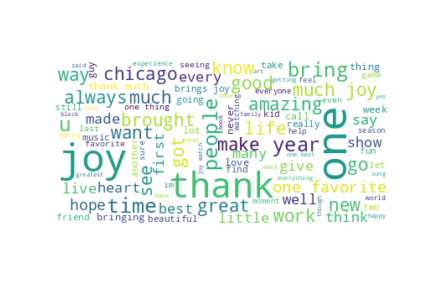 experience seeing know take bring thing
guy chicago every good everyone game
way thank much brings joy much joy
still one thing going amazing even
always much people never kid call week
u made brought life really say
black last music lot watching help season
want many make year show
joy got book family fun
another sure first joy watch love one best go let
see im find give song
live heart thank one favorite
hope time best great well new two
friend bringing beautiful little work think happy
favorite greatest moment everything world
said art getting feel yes
need next though one